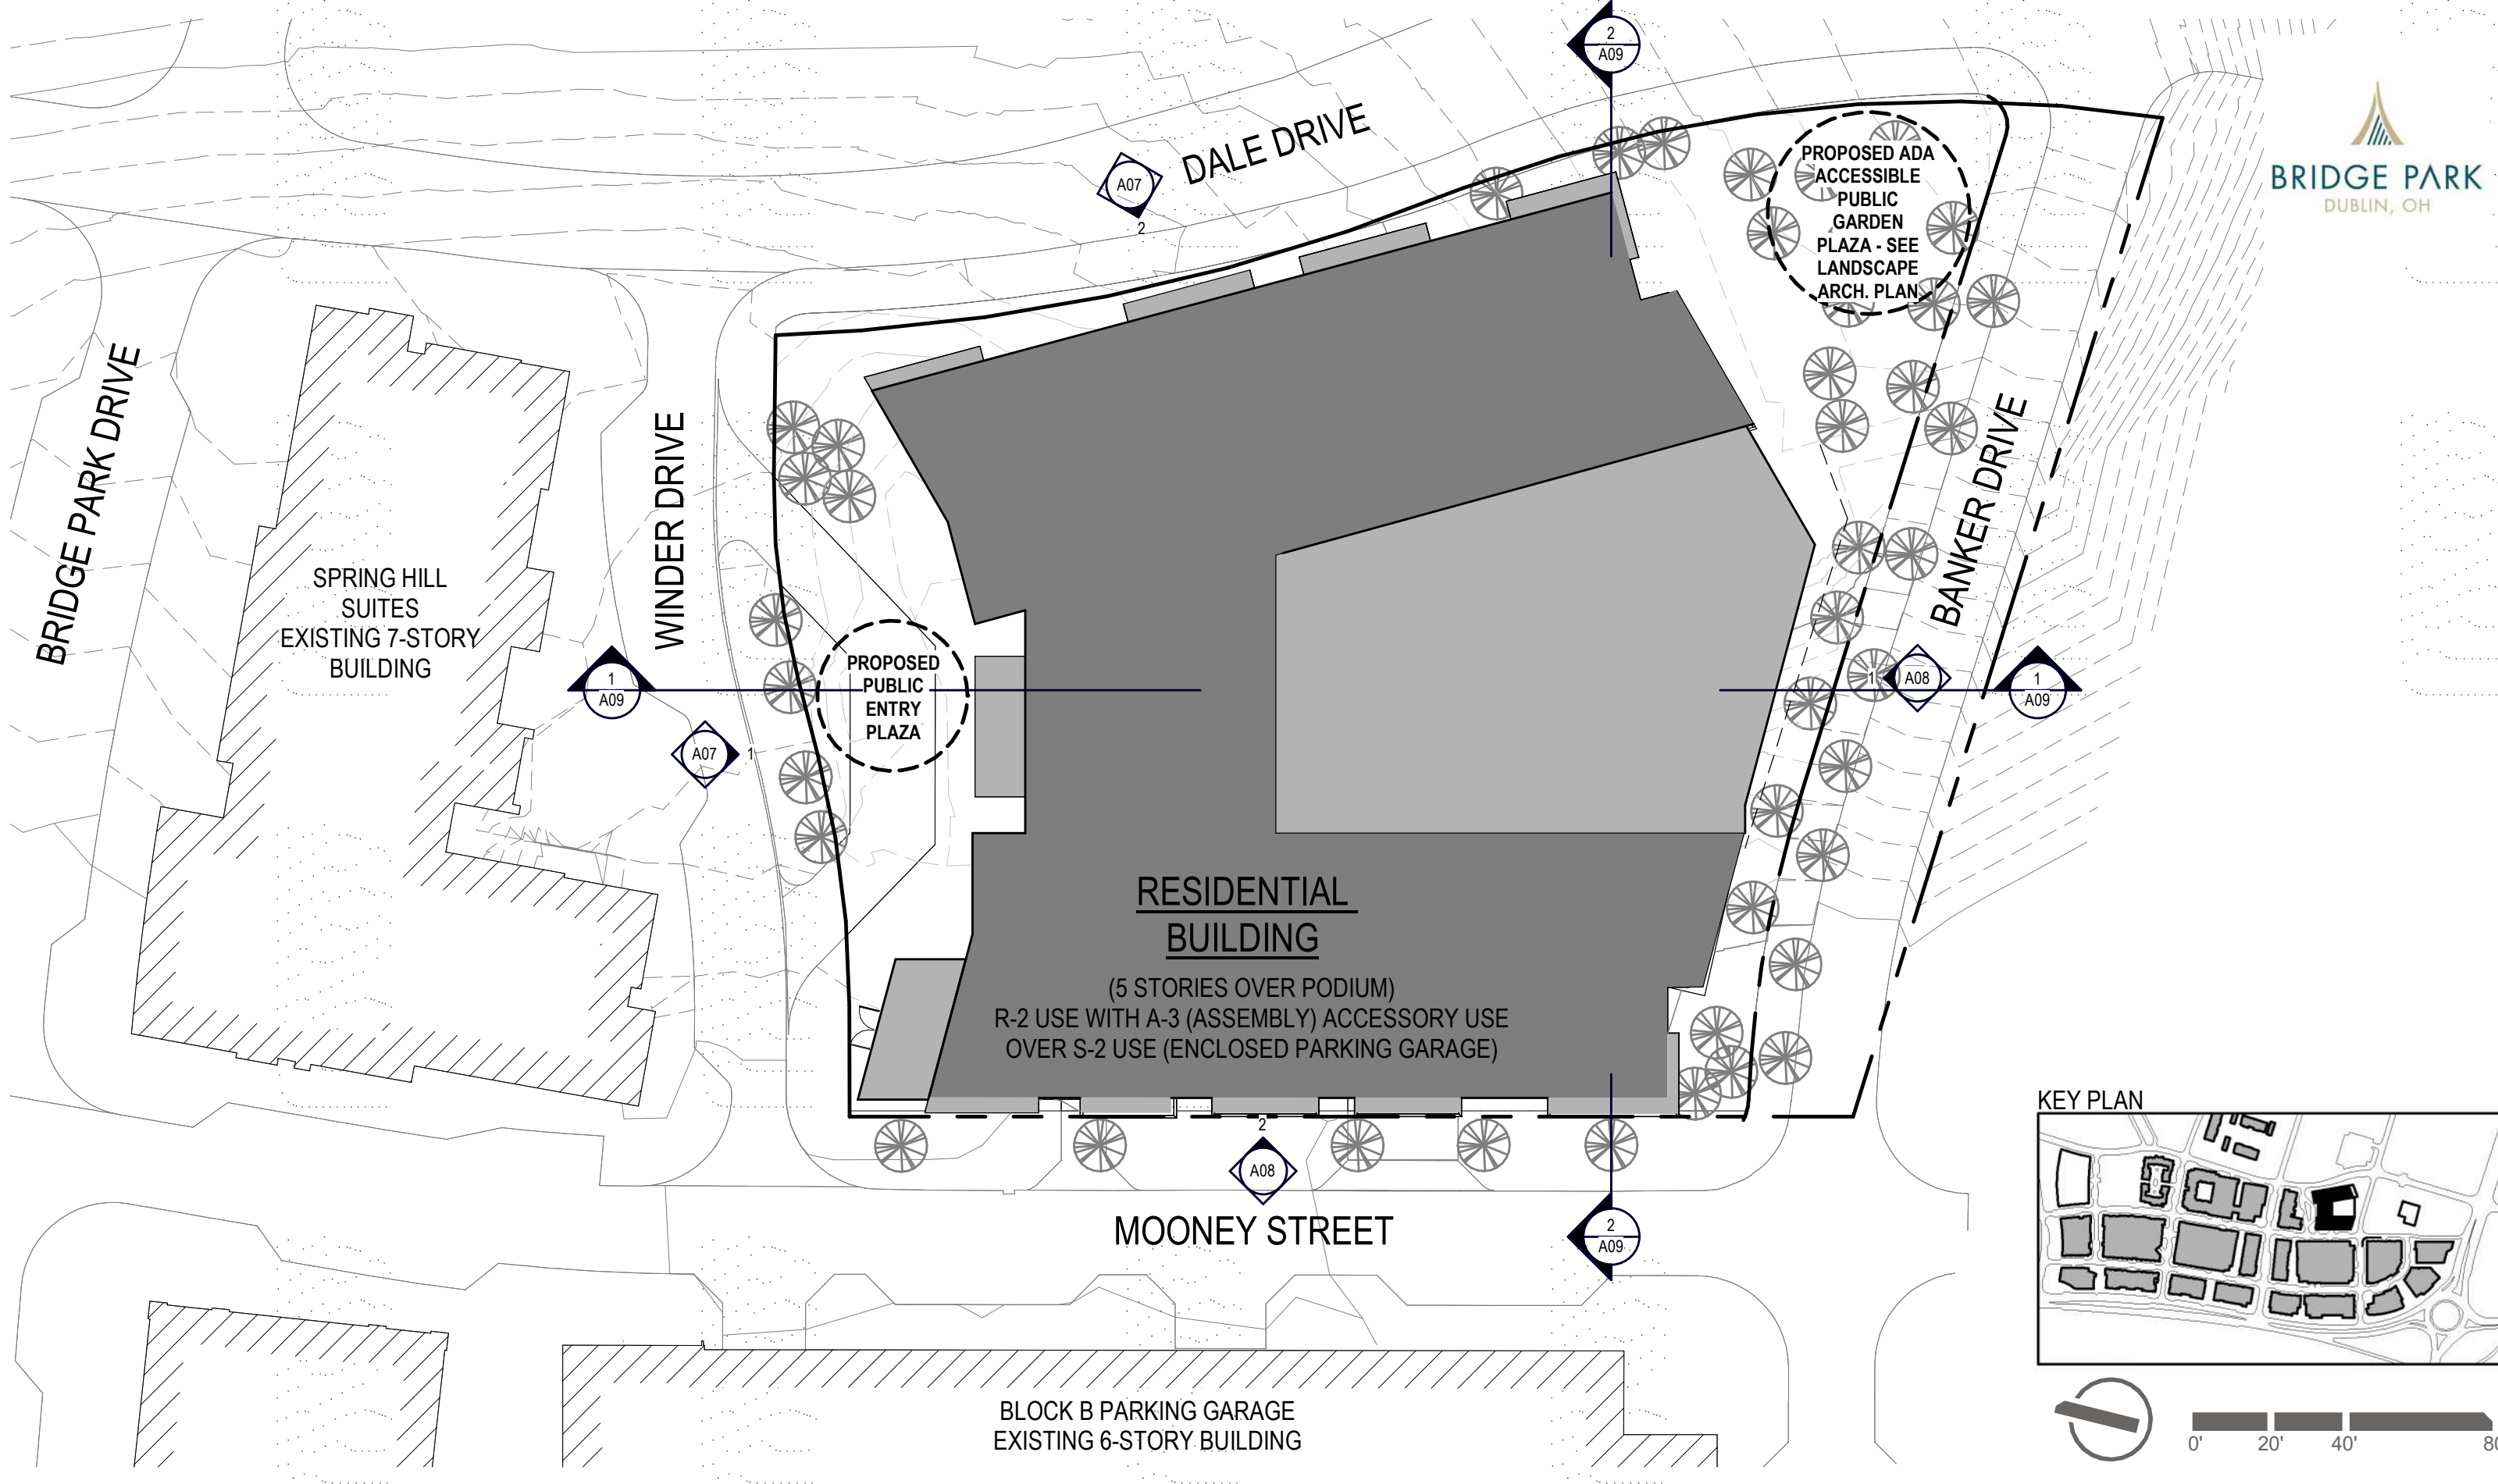 2
A09
DALE DRIVE
A07
2
PROPOSED ADA
ACCESSIBLE
PUBLIC
GARDEN
PLAZA - SEE
LANDSCAPE
ARCH. PLAN
BRIDGE PARK
DUBLIN, OH
BRIDGE PARK DRIVE
WINDER DRIVE
BANKER DRIVE
SPRING HILL
SUITES
EXISTING 7-STORY
BUILDING
1
A09
PROPOSED
PUBLIC
ENTRY
PLAZA
1
A08
1
A09
A07
1
RESIDENTIAL
BUILDING
(5 STORIES OVER PODIUM)
R-2 USE WITH A-3 (ASSEMBLY) ACCESSORY USE
OVER S-2 USE (ENCLOSED PARKING GARAGE)
2
A08
MOONEY STREET
2
A09
KEY PLAN
BLOCK B PARKING GARAGE
EXISTING 6-STORY BUILDING
0' 20' 40'